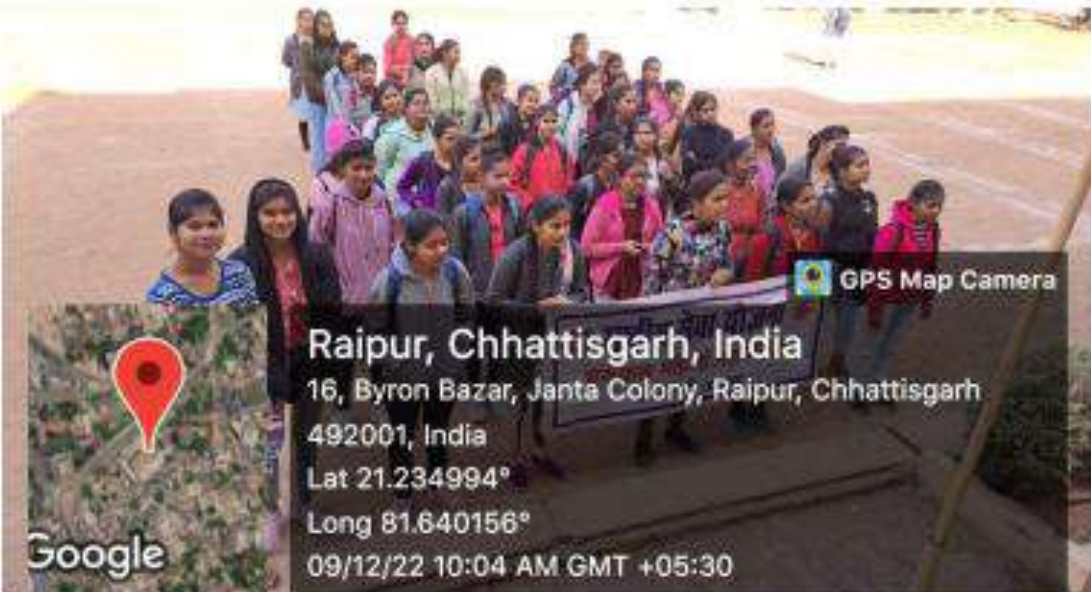 GPS Map Camera
सेवा योजना
Raipur, Chhattisgarh, India
16, Byron Bazar, Janta Colony, Raipur, Chhattisgarh
492001, India
Lat 21.234994°
Long 81.640156°
09/12/22 10:04 AM GMT +05:30
Google